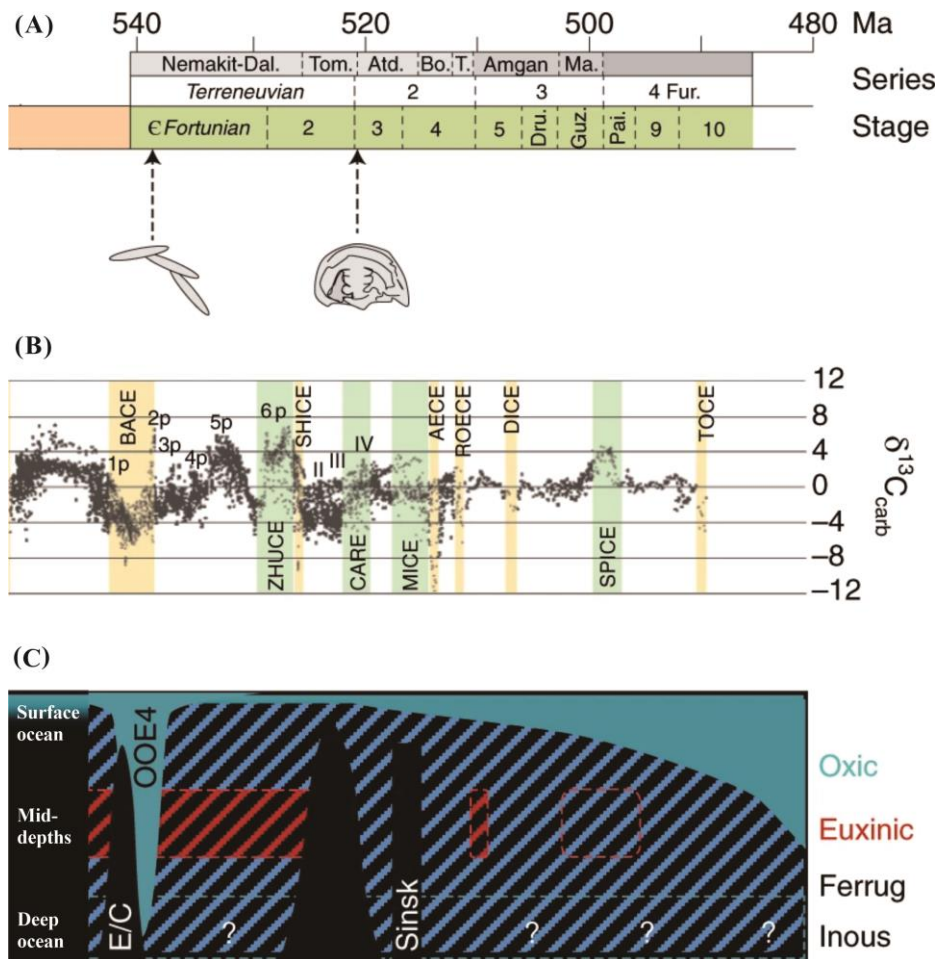 (A)
540 520 500 480 Ma
Nemakit-Dal. Tom. Atd. Bo. T. Amgan Ma.
Terreneuvian 2 3 4 Fur. Series
Є Fortunian 2 3 4 5 Dru. Guz. Pai. 9 10 Stage
(B)
12
8
4
0
−4
−8
−12
δ13Ccarb
BACE
1p
2p
3p
4p
5p
6p
ZHUCE
SHICE
II
III
IV
CARE
MICE
AECE
ROECE
DICE
SPICE
TOCE
(C)
Surface
ocean
Mid-
depths
Deep
ocean
E/C
OOE4
?
Sinsk
? ? ?
Oxic
Euxinic
Ferrug
Inous